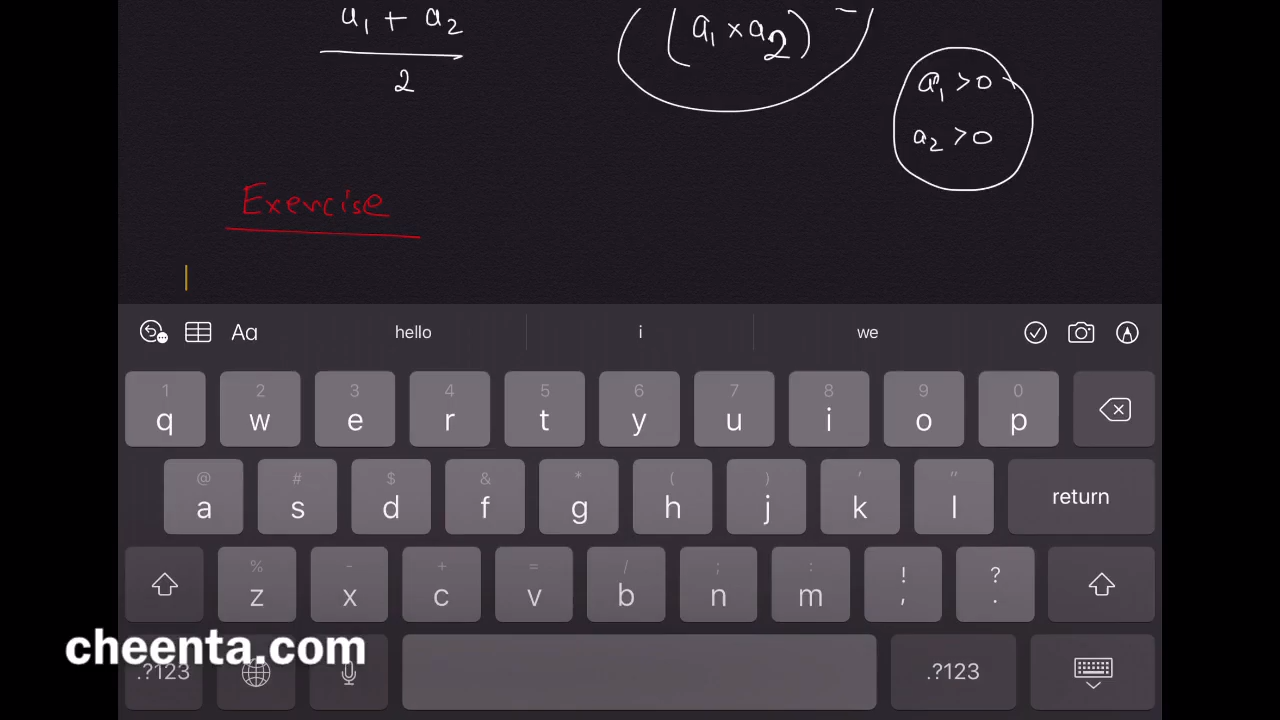 a1 + a2
2
(a1 × a2)
a1 > 0
a2 > 0
Exercise
Aa hello i we
1 2 3 4 5 6 7 8 9 0
q w e r t y u i o p
@ # $ & * ( ) ' "
a s d f g h j k l return
% - + = / ; : ! ?
z x c v b n m , .
cheenta.com
.?123 .?123